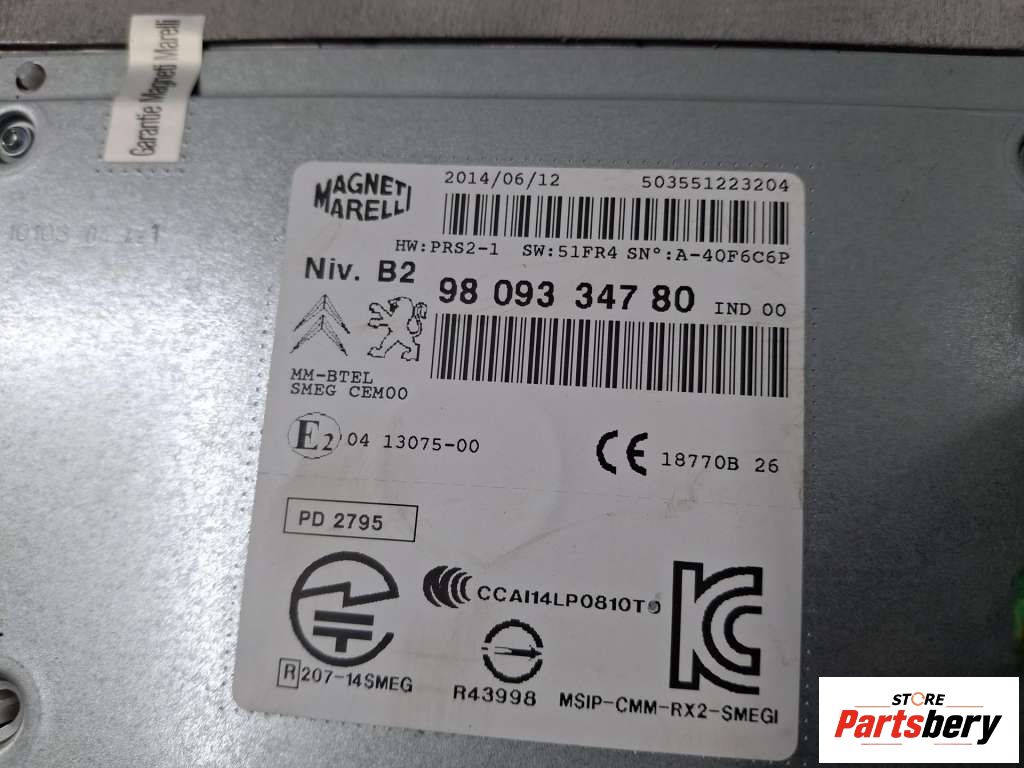 Garantie Magneti Marelli
MAGNETI
MARELLI
2014/06/12 503551223204
HW:PRS2-1 SW:51FR4 SN°:A-40F6C6P
Niv. B2
98 093 347 80 IND 00
MM-BTEL
SMEG CEM00
E2 04 13075-00
CE 18770B 26
PD 2795
CCAI14LP0810T
R 207-14SMEG
R43998
MSIP-CMM-RX2-SMEGI
STORE
Partsbery